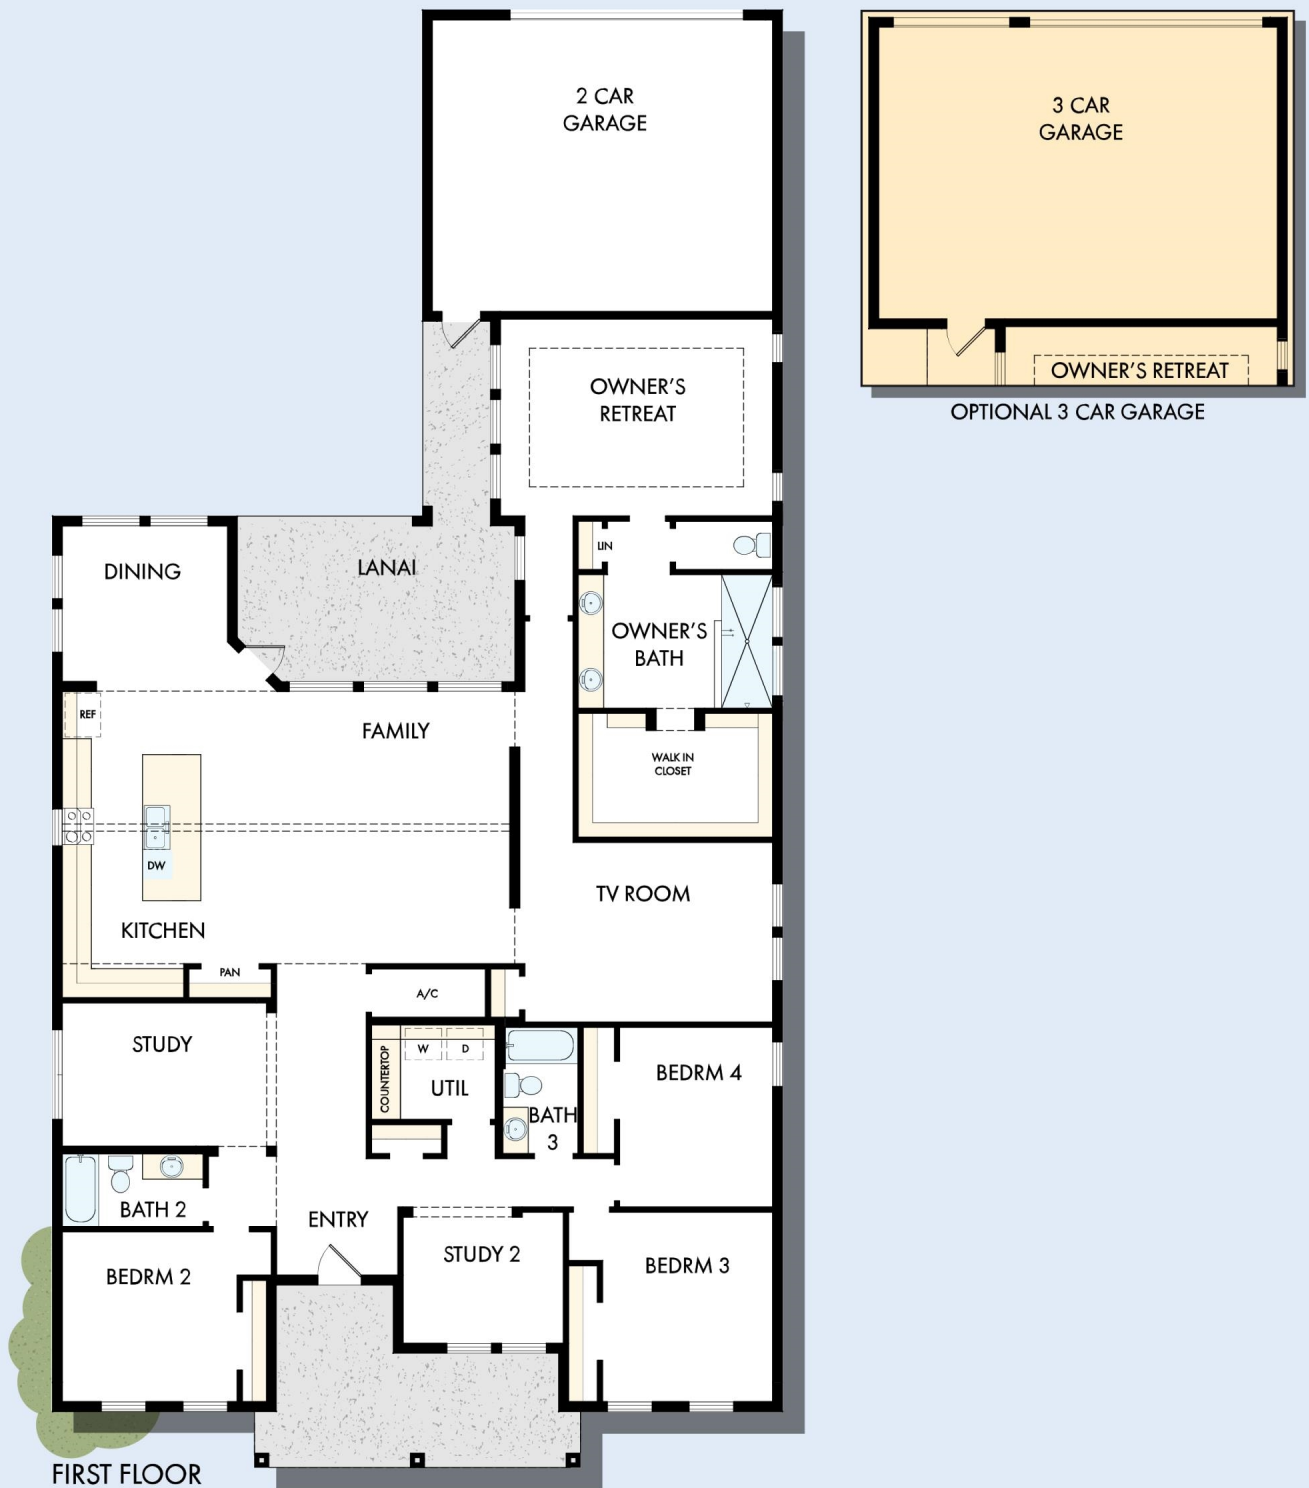 2 CAR
GARAGE
3 CAR
GARAGE
OWNER'S RETREAT
OPTIONAL 3 CAR GARAGE
OWNER'S
RETREAT
LIN
DINING
LANAI
OWNER'S
BATH
REF
FAMILY
WALK IN
CLOSET
DW
TV ROOM
KITCHEN
PAN
A/C
STUDY
W
D
COUNTERTOP
UTIL
BEDRM 4
BATH
3
BATH 2
ENTRY
STUDY 2
BEDRM 3
BEDRM 2
FIRST FLOOR